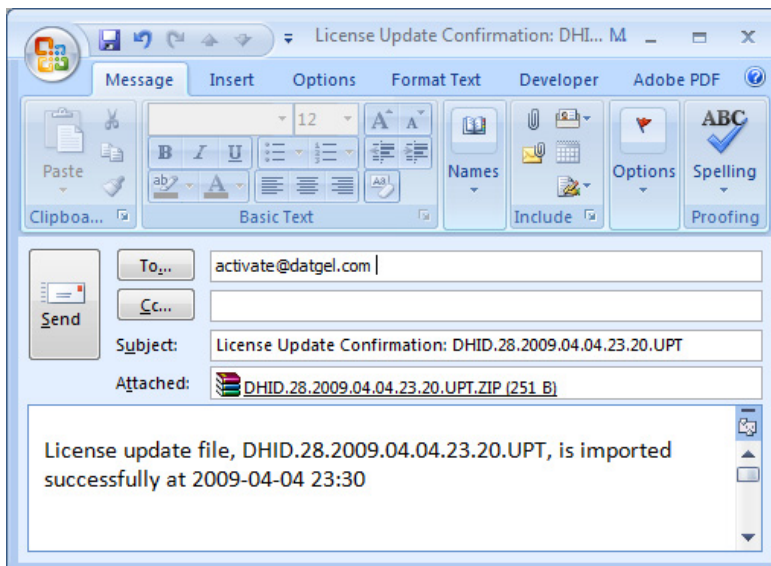 License Update Confirmation: DHI... M
Message Insert Options Format Text Developer Adobe PDF
Paste
Clipboa...
12
B I U
ab A
Aa
Basic Text
Names
Include
Options
ABC
Spelling
Proofing
Send
To...
activate@datgel.com
Cc...
Subject:
License Update Confirmation: DHID.28.2009.04.04.23.20.UPT
Attached:
DHID.28.2009.04.04.23.20.UPT.ZIP (251 B)
License update file, DHID.28.2009.04.04.23.20.UPT, is imported
successfully at 2009-04-04 23:30